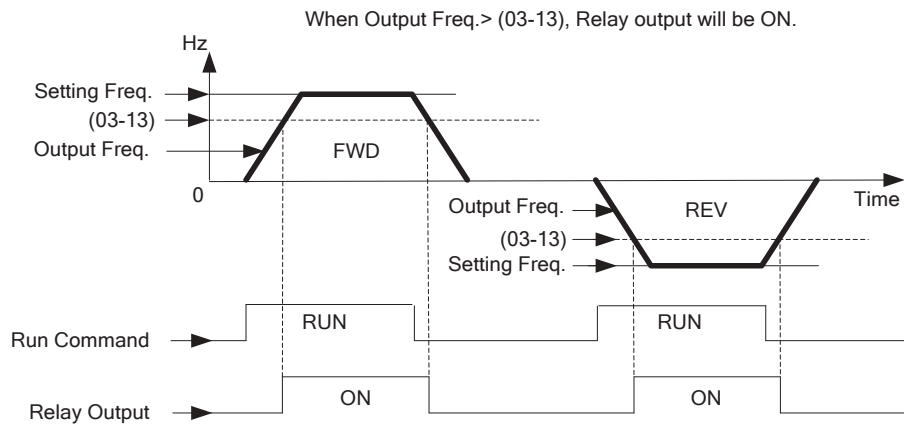 When Output Freq.> (03-13), Relay output will be ON.
Hz
Setting Freq.
(03-13)
Output Freq.
FWD
0
Time
Output Freq.
REV
(03-13)
Setting Freq.
RUN
RUN
Run Command
ON
ON
Relay Output